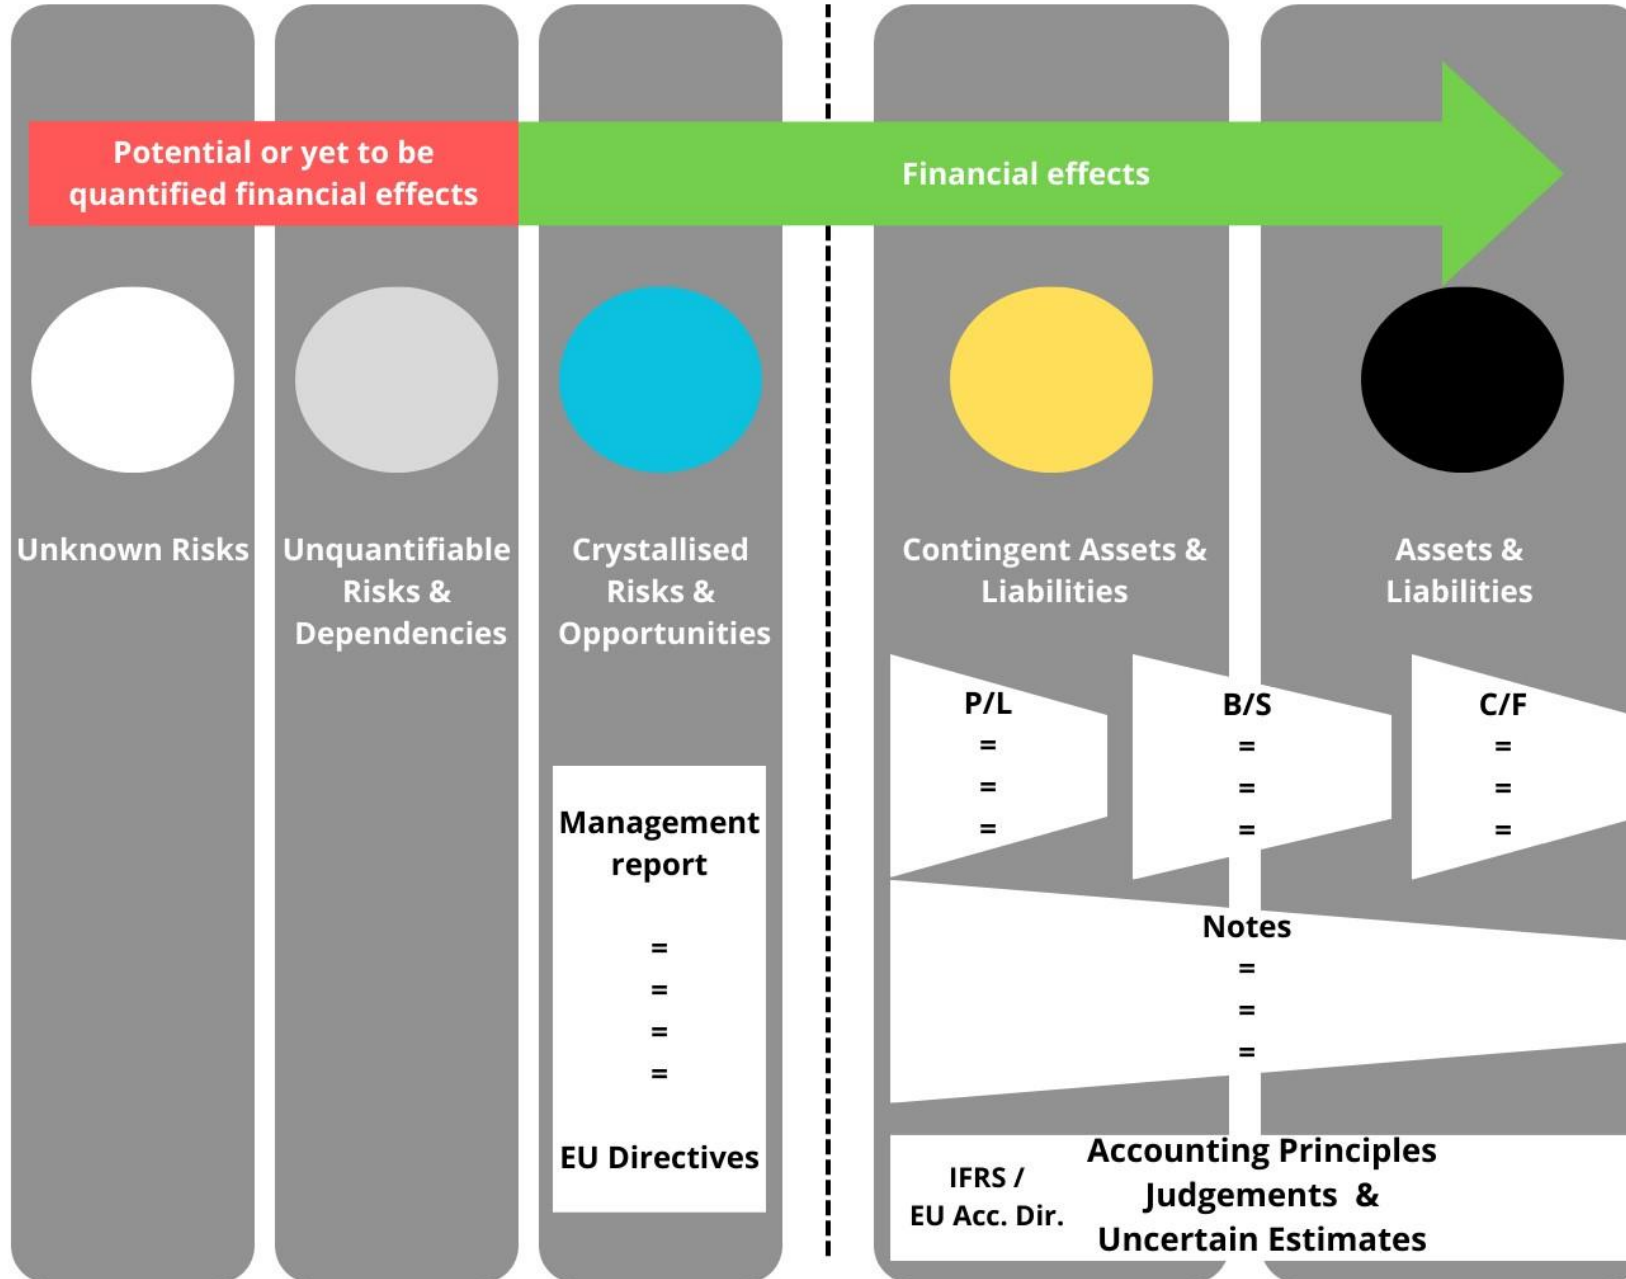 Potential or yet to be
quantified financial effects
Financial effects
Unknown Risks
Unquantifiable
Risks &
Dependencies
Crystallised
Risks &
Opportunities
Contingent Assets &
Liabilities
Assets &
Liabilities
Management
report
=
=
=
=
EU Directives
P/L
=
=
=
B/S
=
=
=
C/F
=
=
=
Notes
=
=
=
IFRS /
EU Acc. Dir.
Accounting Principles
Judgements &
Uncertain Estimates